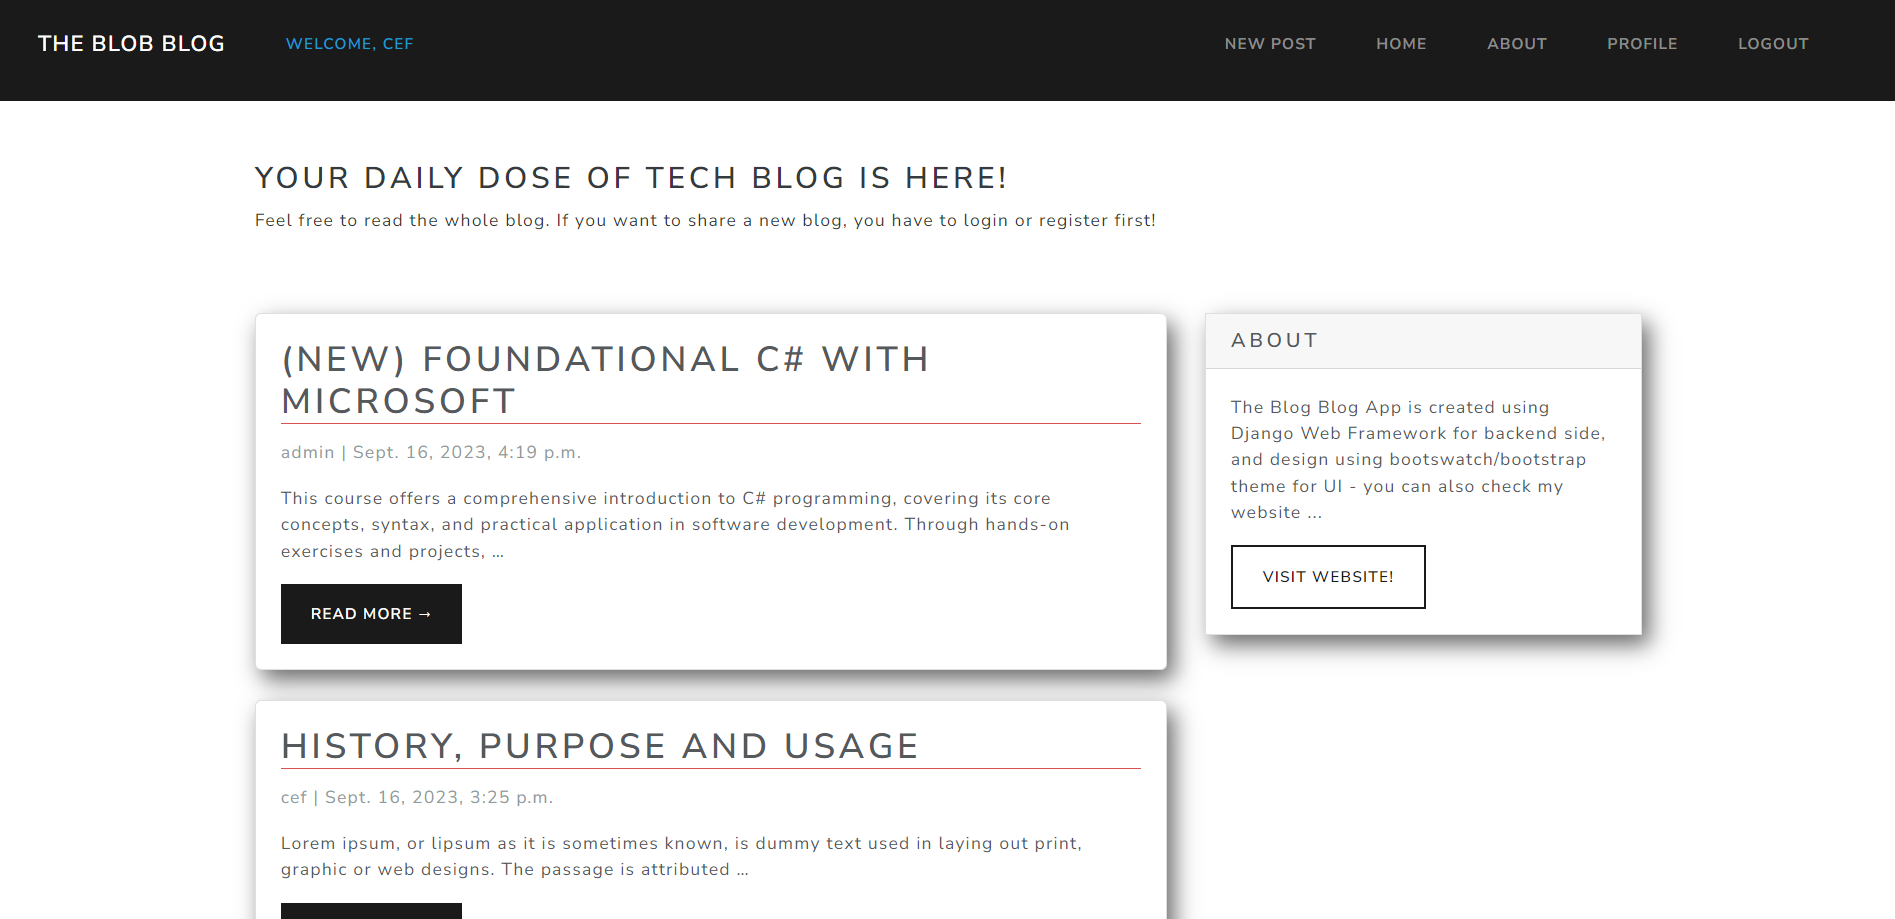 THE BLOB BLOG
WELCOME, CEF
NEW POST
HOME
ABOUT
PROFILE
LOGOUT
YOUR DAILY DOSE OF TECH BLOG IS HERE!
Feel free to read the whole blog. If you want to share a new blog, you have to login or register first!
(NEW) FOUNDATIONAL C# WITH
MICROSOFT
admin | Sept. 16, 2023, 4:19 p.m.
This course offers a comprehensive introduction to C# programming, covering its core
concepts, syntax, and practical application in software development. Through hands-on
exercises and projects, …
READ MORE →
HISTORY, PURPOSE AND USAGE
cef | Sept. 16, 2023, 3:25 p.m.
Lorem ipsum, or lipsum as it is sometimes known, is dummy text used in laying out print,
graphic or web designs. The passage is attributed …
ABOUT
The Blog Blog App is created using
Django Web Framework for backend side,
and design using bootswatch/bootstrap
theme for UI - you can also check my
website ...
VISIT WEBSITE!